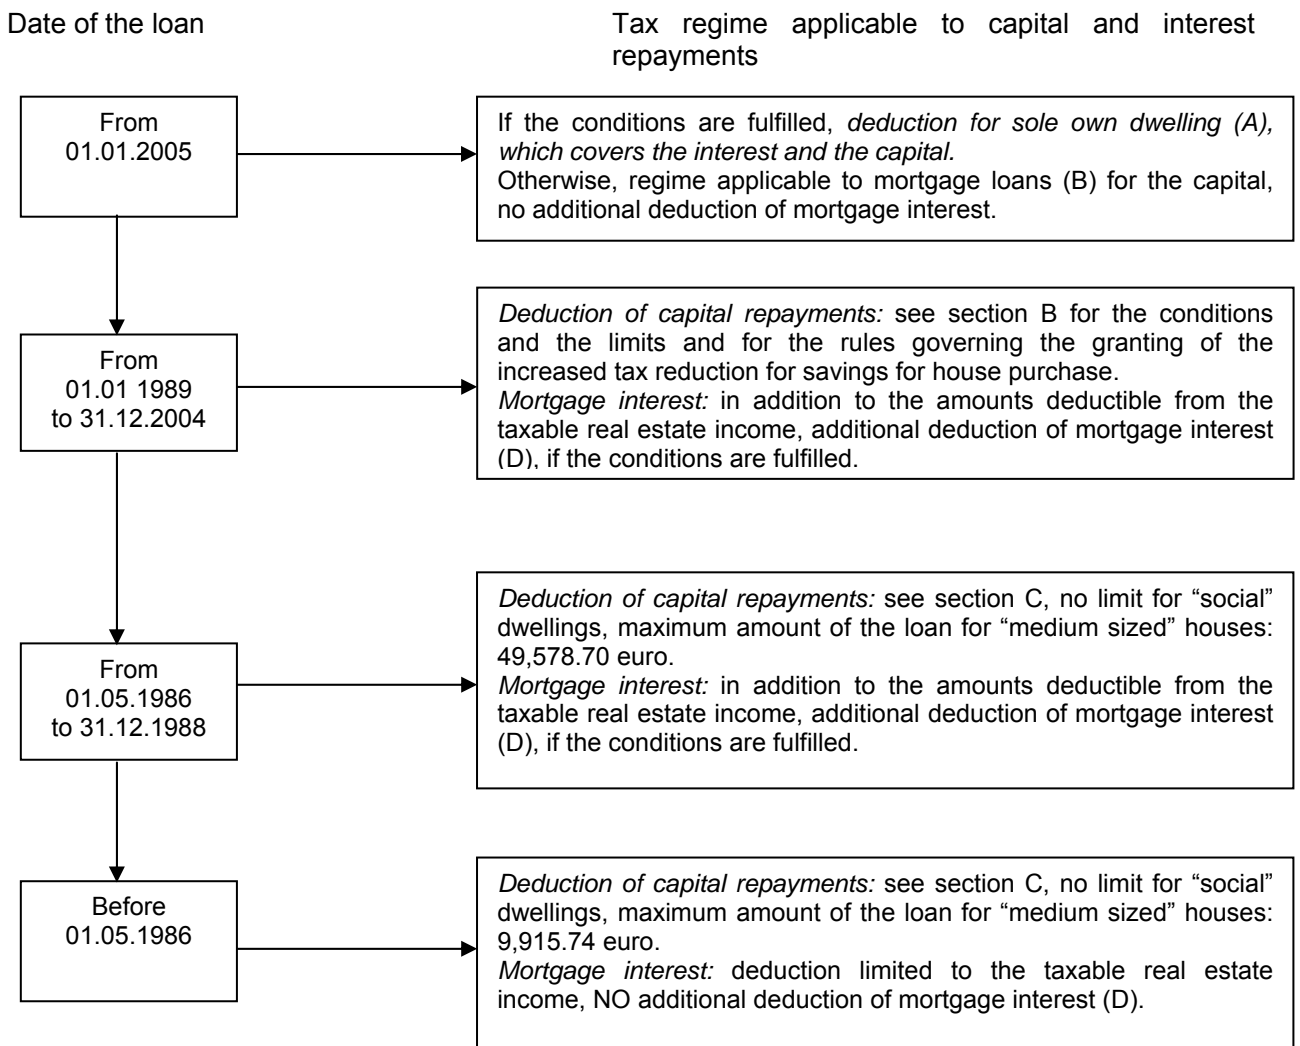 Date of the loan
Tax regime applicable to capital and interest
repayments
From
01.01.2005
If the conditions are fulfilled, deduction for sole own dwelling (A),
which covers the interest and the capital.
Otherwise, regime applicable to mortgage loans (B) for the capital,
no additional deduction of mortgage interest.
From
01.01 1989
to 31.12.2004
Deduction of capital repayments: see section B for the conditions
and the limits and for the rules governing the granting of the
increased tax reduction for savings for house purchase.
Mortgage interest: in addition to the amounts deductible from the
taxable real estate income, additional deduction of mortgage interest
(D), if the conditions are fulfilled.
From
01.05.1986
to 31.12.1988
Deduction of capital repayments: see section C, no limit for “social”
dwellings, maximum amount of the loan for “medium sized” houses:
49,578.70 euro.
Mortgage interest: in addition to the amounts deductible from the
taxable real estate income, additional deduction of mortgage interest
(D), if the conditions are fulfilled.
Before
01.05.1986
Deduction of capital repayments: see section C, no limit for “social”
dwellings, maximum amount of the loan for “medium sized” houses:
9,915.74 euro.
Mortgage interest: deduction limited to the taxable real estate
income, NO additional deduction of mortgage interest (D).